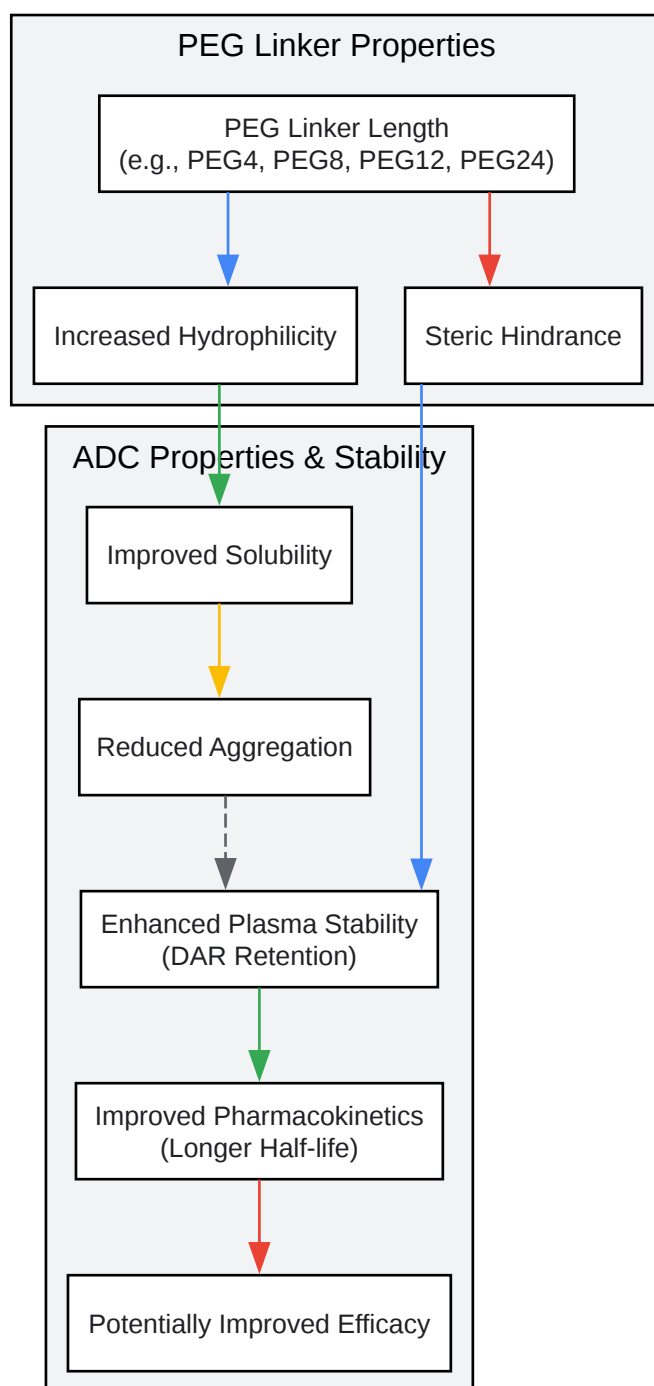 PEG Linker Properties
PEG Linker Length
(e.g., PEG4, PEG8, PEG12, PEG24)
Increased Hydrophilicity
Steric Hindrance
ADC Properties & Stability
Improved Solubility
Reduced Aggregation
Enhanced Plasma Stability
(DAR Retention)
Improved Pharmacokinetics
(Longer Half-life)
Potentially Improved Efficacy